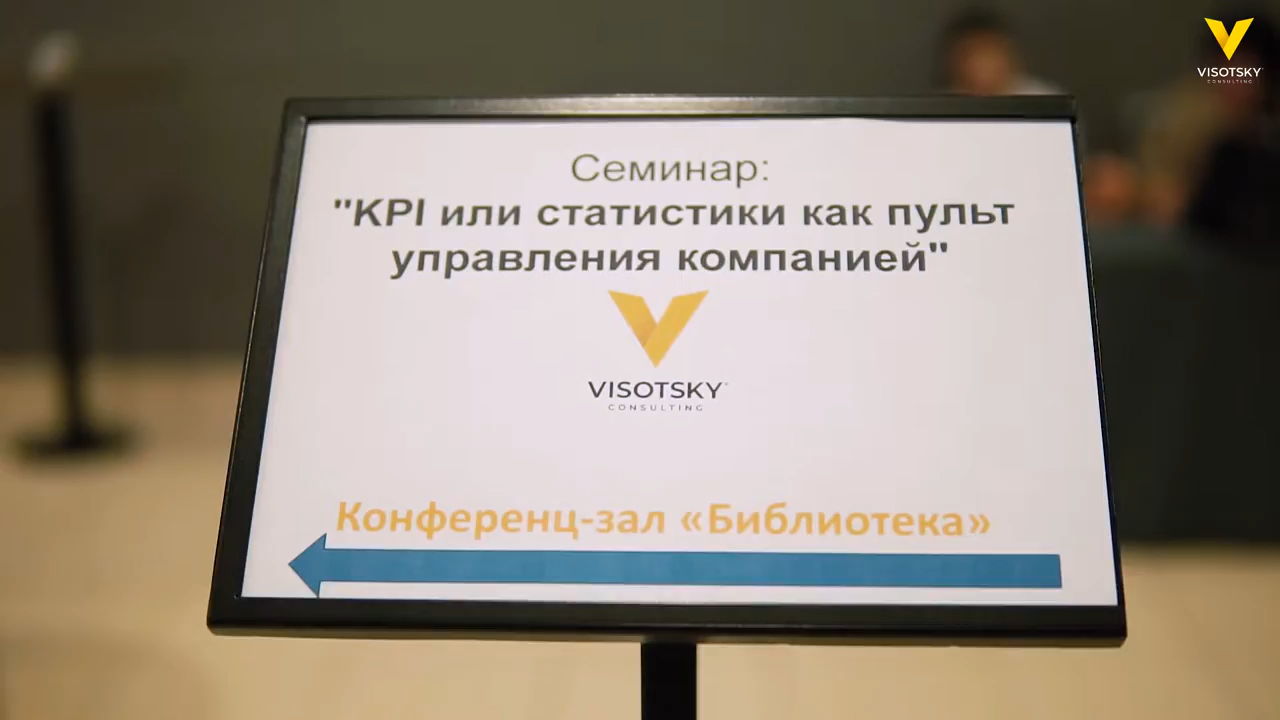 VISOTSKY
CONSULTING
Семинар:
"KPI или статистики как пульт
управления компанией"
VISOTSKY
CONSULTING
Конференц-зал «Библиотека»